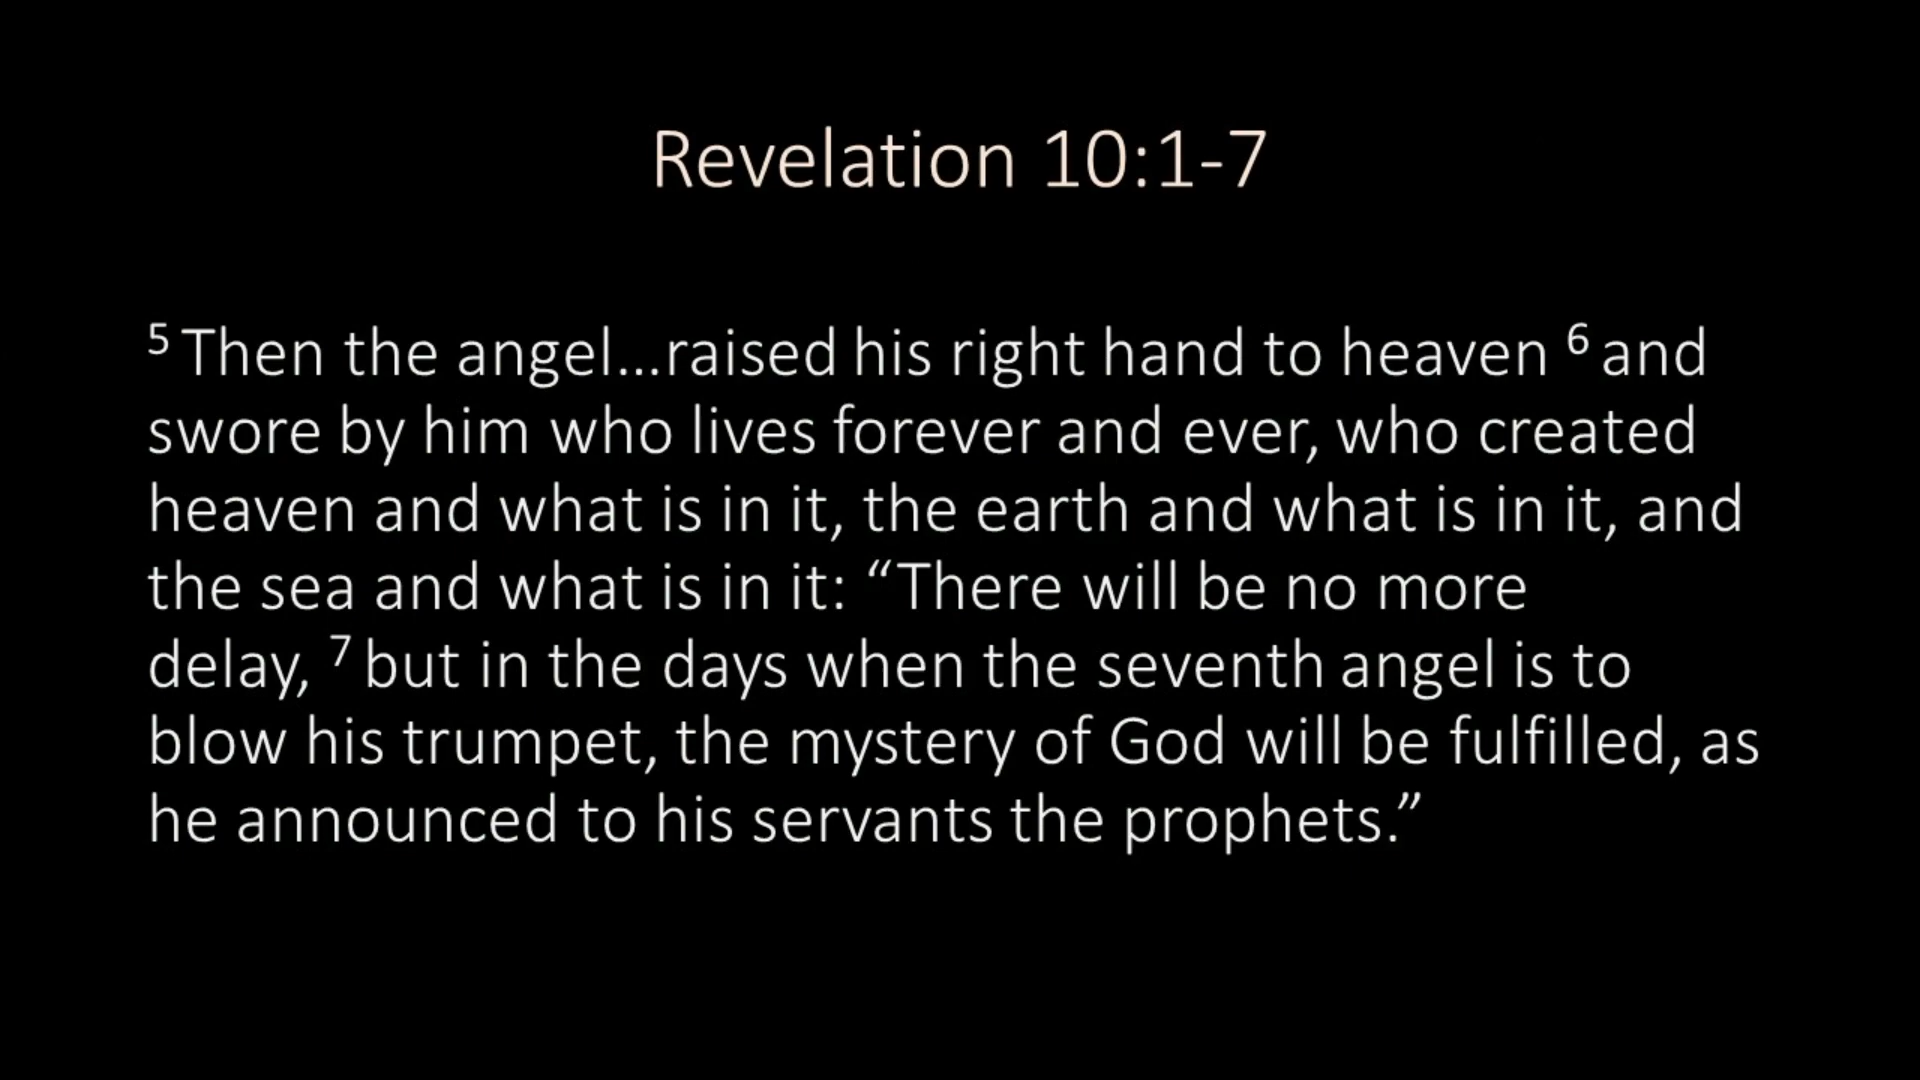 Revelation 10:1-7
⁵ Then the angel...raised his right hand to heaven ⁶ and
swore by him who lives forever and ever, who created
heaven and what is in it, the earth and what is in it, and
the sea and what is in it: “There will be no more
delay, ⁷ but in the days when the seventh angel is to
blow his trumpet, the mystery of God will be fulfilled, as
he announced to his servants the prophets.”